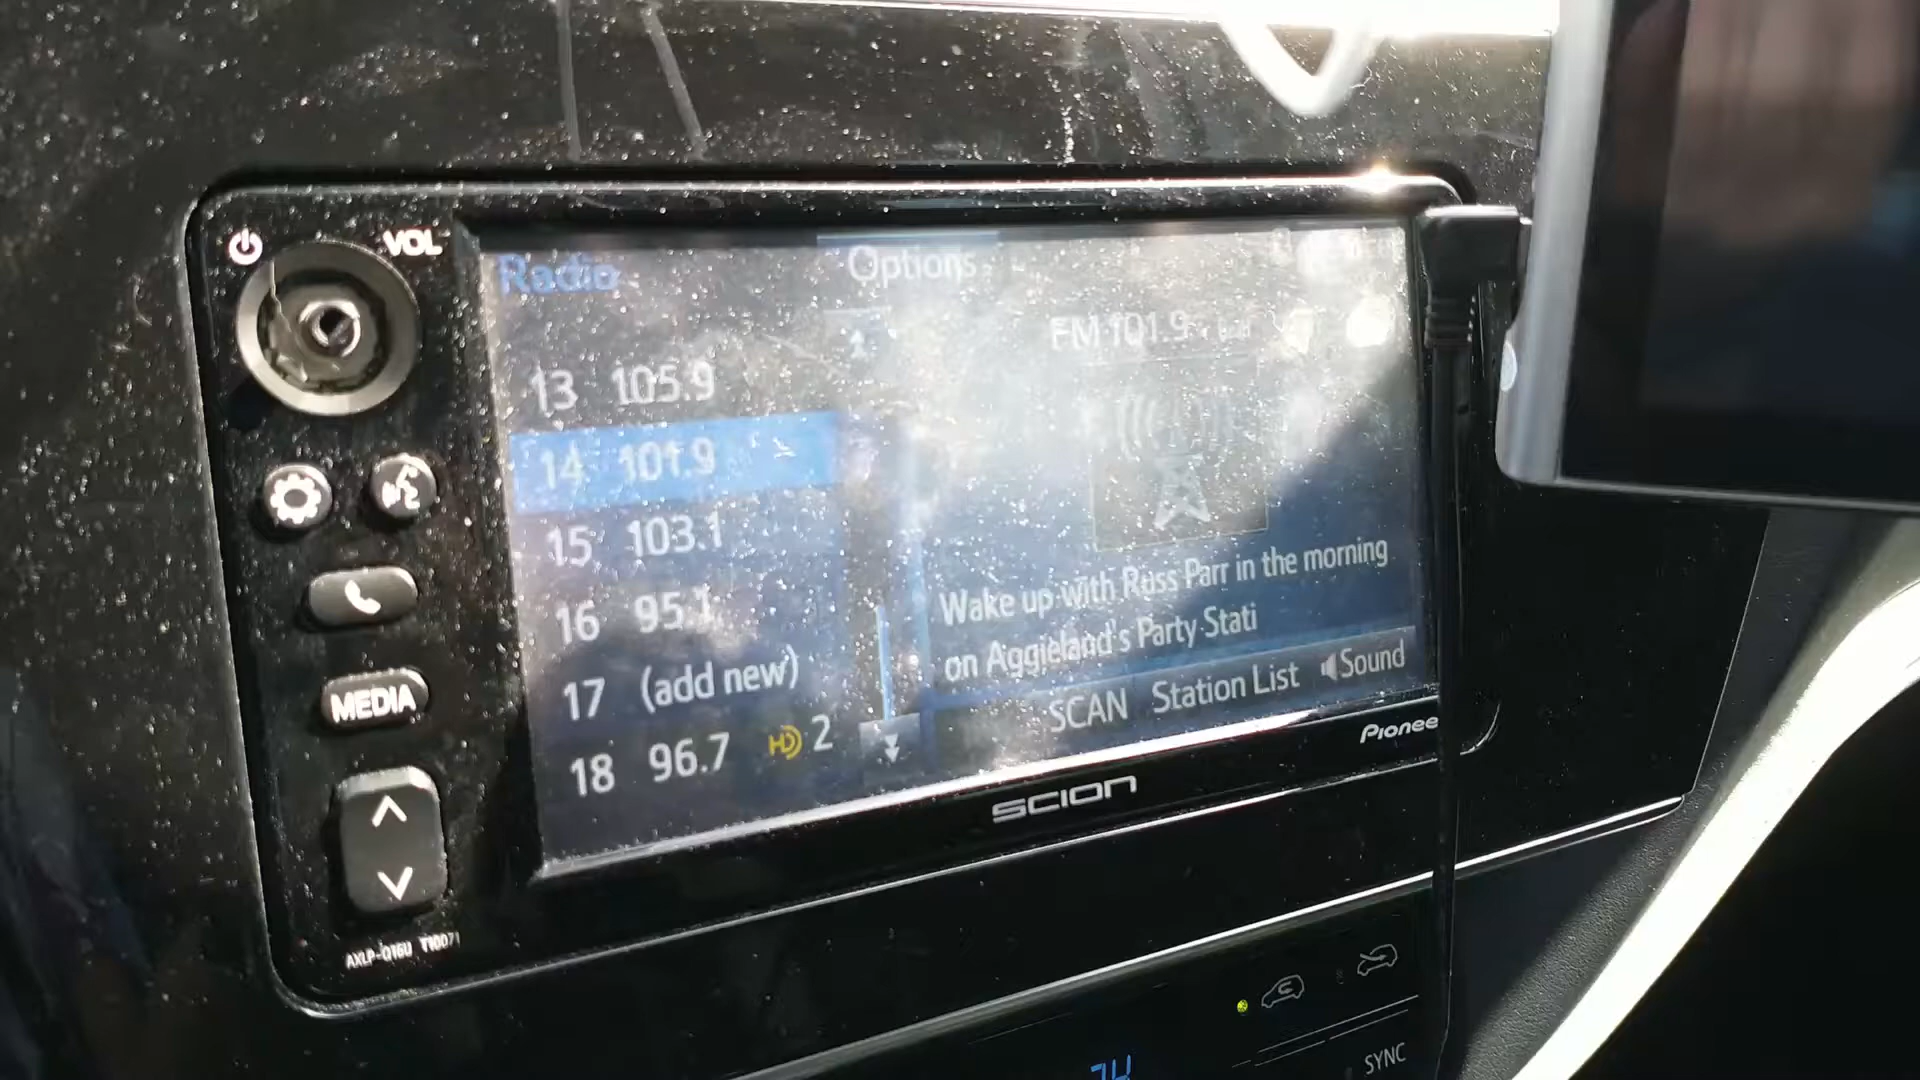 VOL
Radio
Options
FM 101.9
13 105.9
14 101.9
15 103.1
16 95.1
17 (add new)
18 96.7 HD 2
Wake up with Russ Parr in the morning
on Aggieland's Party Stati
SCAN Station List Sound
MEDIA
Pionee
SCION
AXLP-Q16U T10071
SYNC